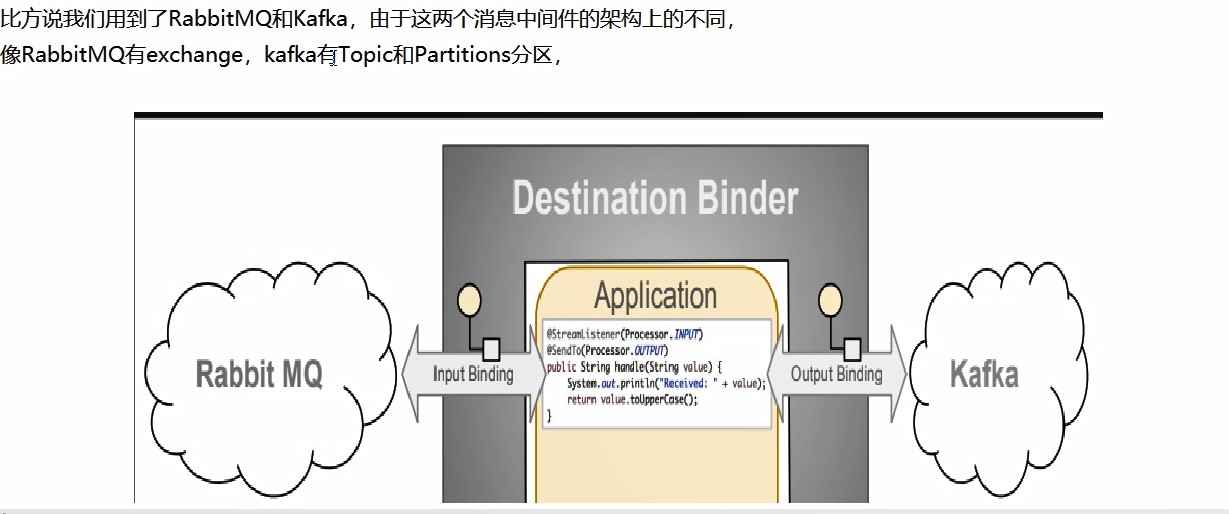 比方说我们用到了RabbitMQ和Kafka，由于这两个消息中间件的架构上的不同，
像RabbitMQ有exchange，kafka有Topic和Partitions分区，
Destination Binder
Application
@StreamListener(Processor.INPUT)
@SendTo(Processor.OUTPUT)
public String handle(String value) {
System.out.println("Received: " + value);
return value.toUpperCase();
}
Rabbit MQ
Input Binding
Output Binding
Kafka